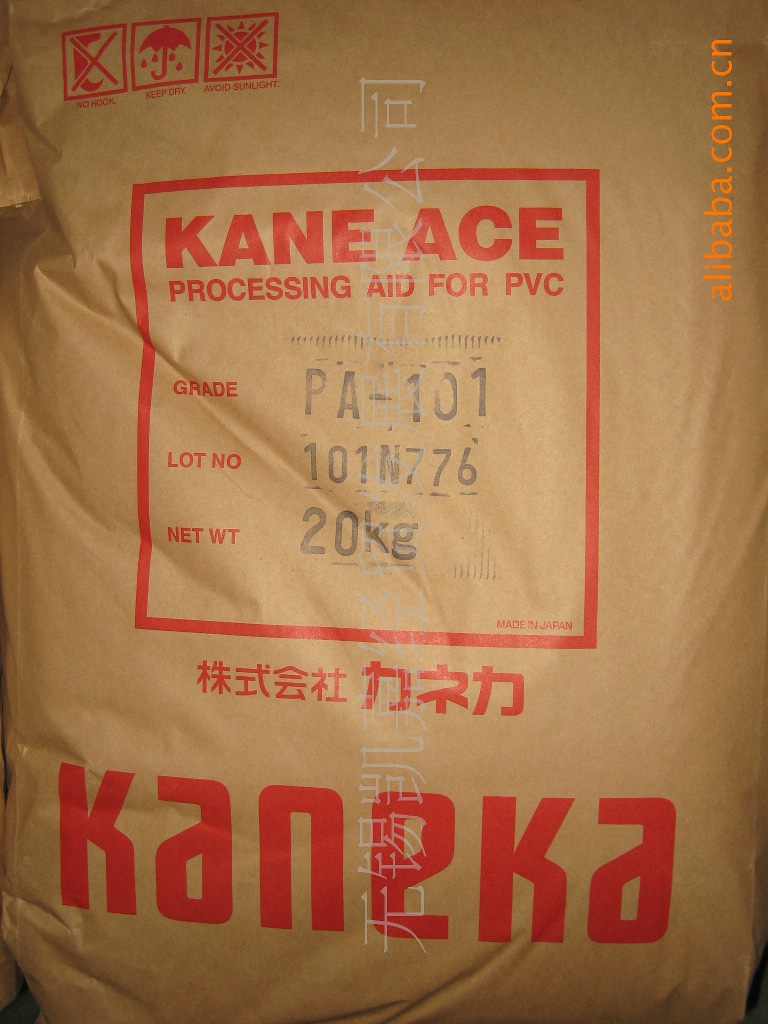 NO HOOK.
KEEP DRY.
AVOID SUNLIGHT.
alibaba.com.cn
KANE ACE
PROCESSING AID FOR PVC
GRADE PA-101
LOT NO 101N776
NET WT 20kg
MADE IN JAPAN
株式会社 カネカ
Kaneka